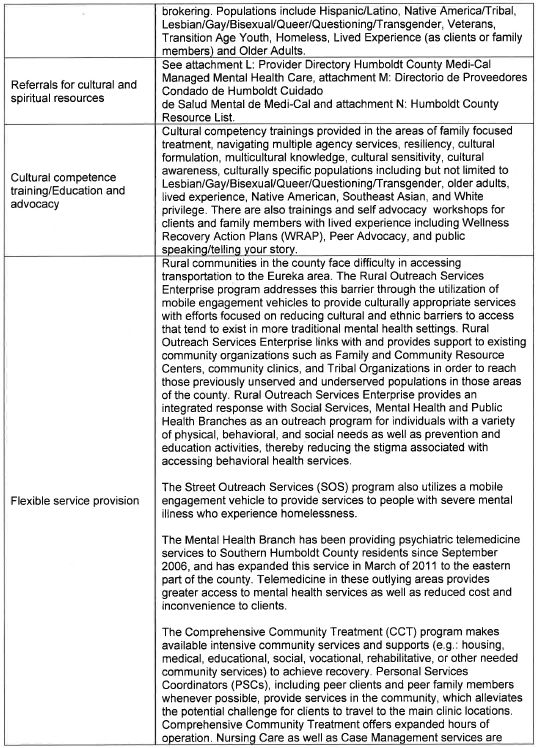 brokering. Populations include Hispanic/Latino, Native America/Tribal,
Lesbian/Gay/Bisexual/Queer/Questioning/Transgender, Veterans,
Transition Age Youth, Homeless, Lived Experience (as clients or family
members) and Older Adults.
Referrals for cultural and
spiritual resources
See attachment L: Provider Directory Humboldt County Medi-Cal
Managed Mental Health Care, attachment M: Directorio de Proveedores
Condado de Humboldt Cuidado
de Salud Mental de Medi-Cal and attachment N: Humboldt County
Resource List.
Cultural competence
training/Education and
advocacy
Cultural competency trainings provided in the areas of family focused
treatment, navigating multiple agency services, resiliency, cultural
formulation, multicultural knowledge, cultural sensitivity, cultural
awareness, culturally specific populations including but not limited to
Lesbian/Gay/Bisexual/Queer/Questioning/Transgender, older adults,
lived experience, Native American, Southeast Asian, and White
privilege. There are also trainings and self advocacy workshops for
clients and family members with lived experience including Wellness
Recovery Action Plans (WRAP), Peer Advocacy, and public
speaking/telling your story.
Flexible service provision
Rural communities in the county face difficulty in accessing
transportation to the Eureka area. The Rural Outreach Services
Enterprise program addresses this barrier through the utilization of
mobile engagement vehicles to provide culturally appropriate services
with efforts focused on reducing cultural and ethnic barriers to access
that tend to exist in more traditional mental health settings. Rural
Outreach Services Enterprise links with and provides support to existing
community organizations such as Family and Community Resource
Centers, community clinics, and Tribal Organizations in order to reach
those previously unserved and underserved populations in those areas
of the county. Rural Outreach Services Enterprise provides an
integrated response with Social Services, Mental Health and Public
Health Branches as an outreach program for individuals with a variety
of physical, behavioral, and social needs as well as prevention and
education activities, thereby reducing the stigma associated with
accessing behavioral health services.
The Street Outreach Services (SOS) program also utilizes a mobile
engagement vehicle to provide services to people with severe mental
illness who experience homelessness.
The Mental Health Branch has been providing psychiatric telemedicine
services to Southern Humboldt County residents since September
2006, and has expanded this service in March of 2011 to the eastern
part of the county. Telemedicine in these outlying areas provides
greater access to mental health services as well as reduced cost and
inconvenience to clients.
The Comprehensive Community Treatment (CCT) program makes
available intensive community services and supports (e.g.: housing,
medical, educational, social, vocational, rehabilitative, or other needed
community services) to achieve recovery. Personal Services
Coordinators (PSCs), including peer clients and peer family members
whenever possible, provide services in the community, which alleviates
the potential challenge for clients to travel to the main clinic locations.
Comprehensive Community Treatment offers expanded hours of
operation. Nursing Care as well as Case Management services are